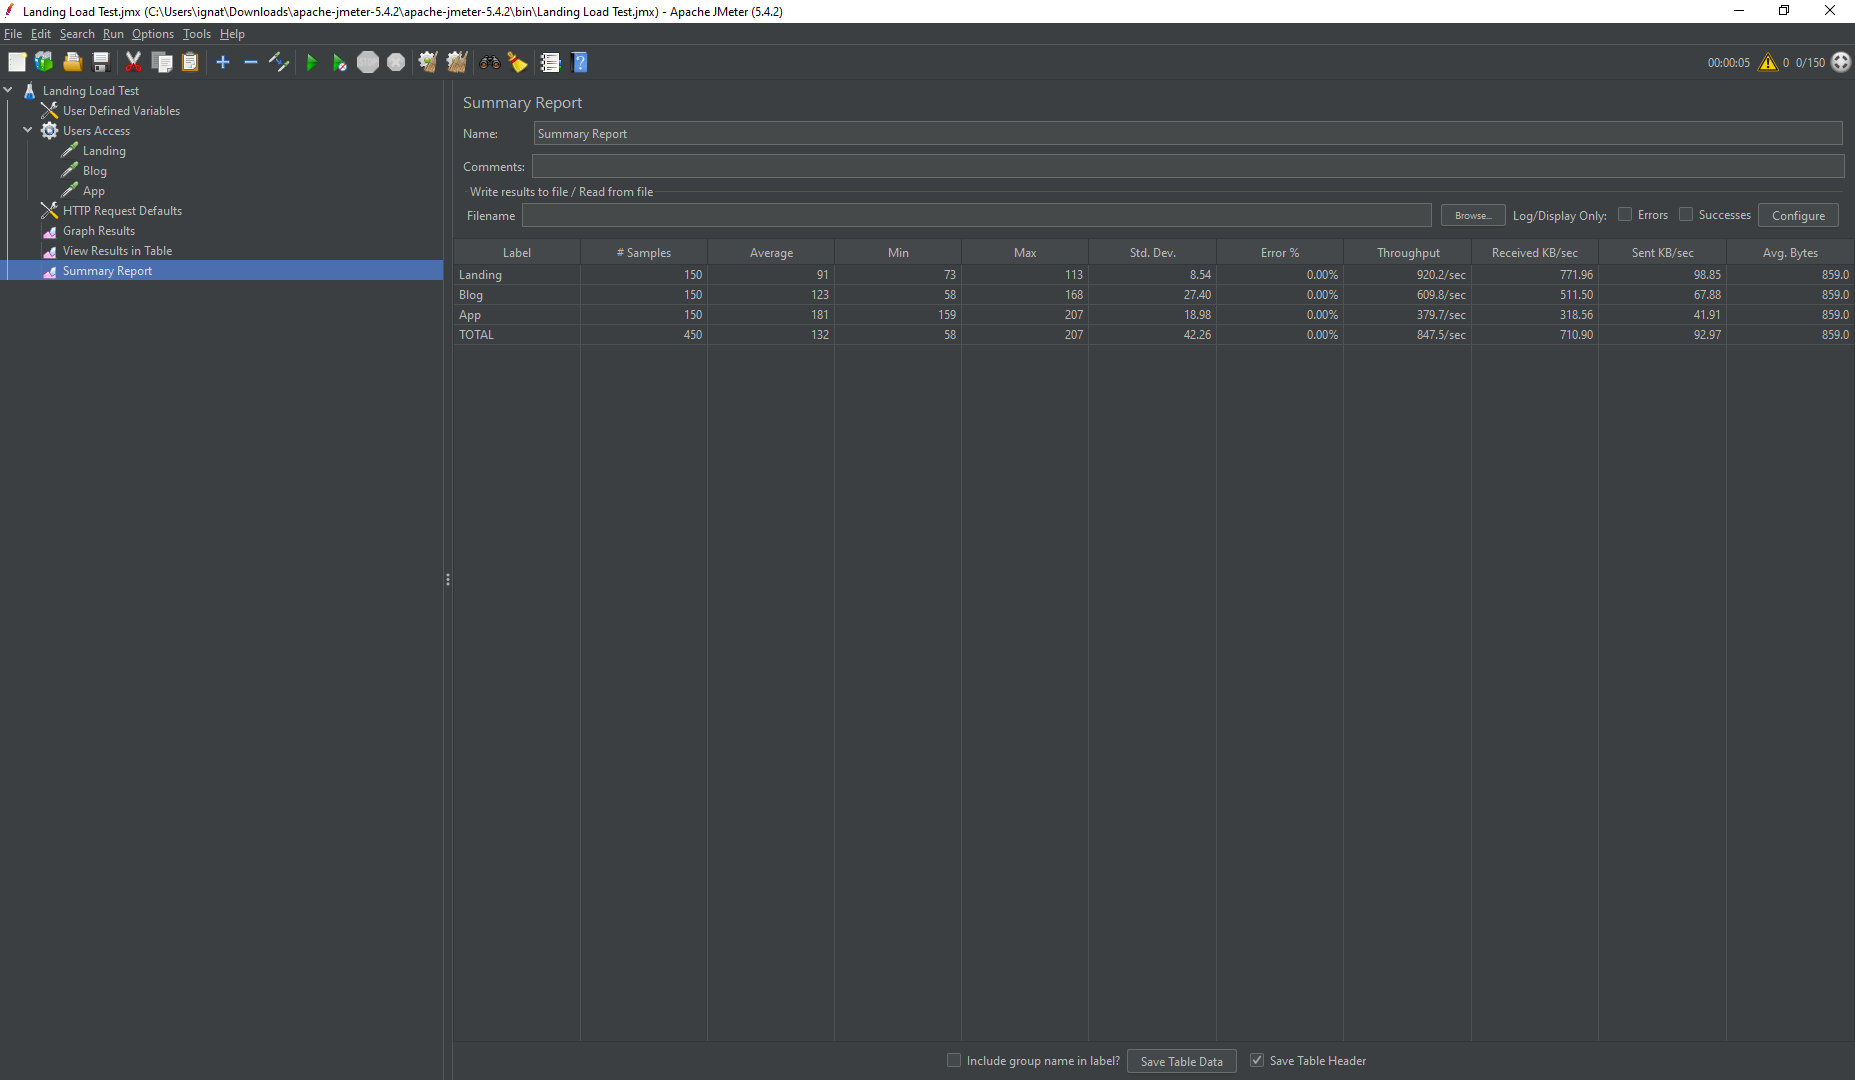 Landing Load Test.jmx (C:\Users\ignat\Downloads\apache-jmeter-5.4.2\apache-jmeter-5.4.2\bin\Landing Load Test.jmx) - Apache JMeter (5.4.2)
File Edit Search Run Options Tools Help
STOP 00:00:05 0 0/150
Landing Load Test
User Defined Variables
Users Access
Landing
Blog
App
HTTP Request Defaults
Graph Results
View Results in Table
Summary Report
Summary Report
Name: Summary Report
Comments:
Write results to file / Read from file
Filename Browse... Log/Display Only: Errors Successes Configure
Label # Samples Average Min Max Std. Dev. Error % Throughput Received KB/sec Sent KB/sec Avg. Bytes
Landing 150 91 73 113 8.54 0.00% 920.2/sec 771.96 98.85 859.0
Blog 150 123 58 168 27.40 0.00% 609.8/sec 511.50 67.88 859.0
App 150 181 159 207 18.98 0.00% 379.7/sec 318.56 41.91 859.0
TOTAL 450 132 58 207 42.26 0.00% 847.5/sec 710.90 92.97 859.0
Include group name in label? Save Table Data Save Table Header